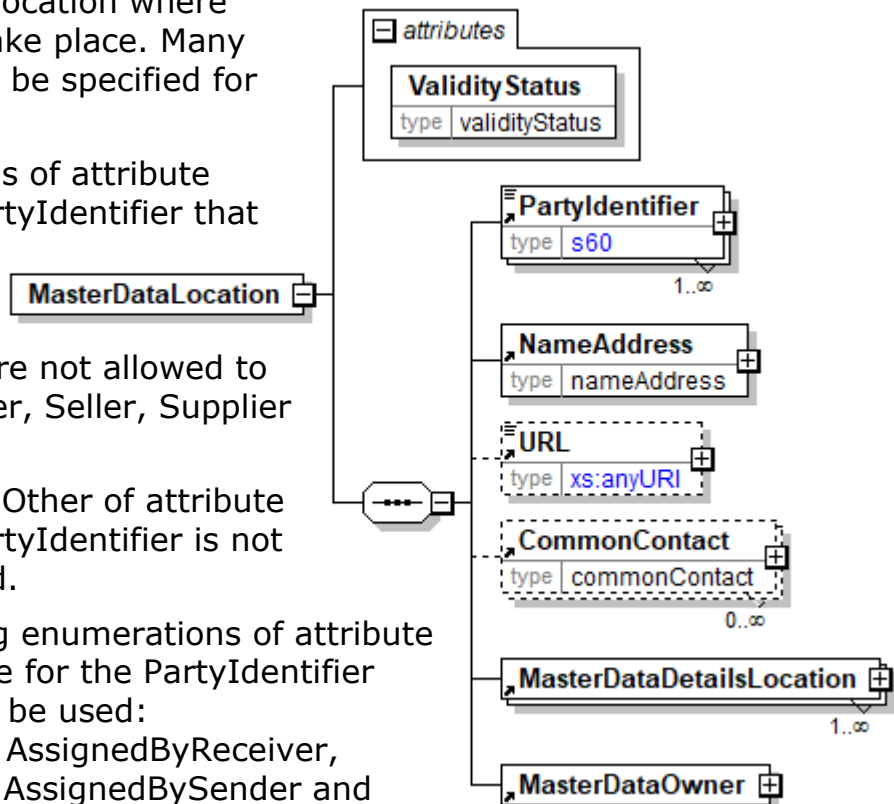 ocation where
ake place. Many
be specified for
s of attribute
rtyIdentifier that
re not allowed to
er, Seller, Supplier
Other of attribute
rtyIdentifier is not
d.
g enumerations of attribute
e for the PartyIdentifier
be used:
AssignedByReceiver,
AssignedBySender and
MasterDataLocation
attributes
ValidityStatus
type validityStatus
PartyIdentifier
type s60
1..∞
NameAddress
type nameAddress
URL
type xs:anyURI
CommonContact
type commonContact
0..∞
MasterDataDetailsLocation
1..∞
MasterDataOwner